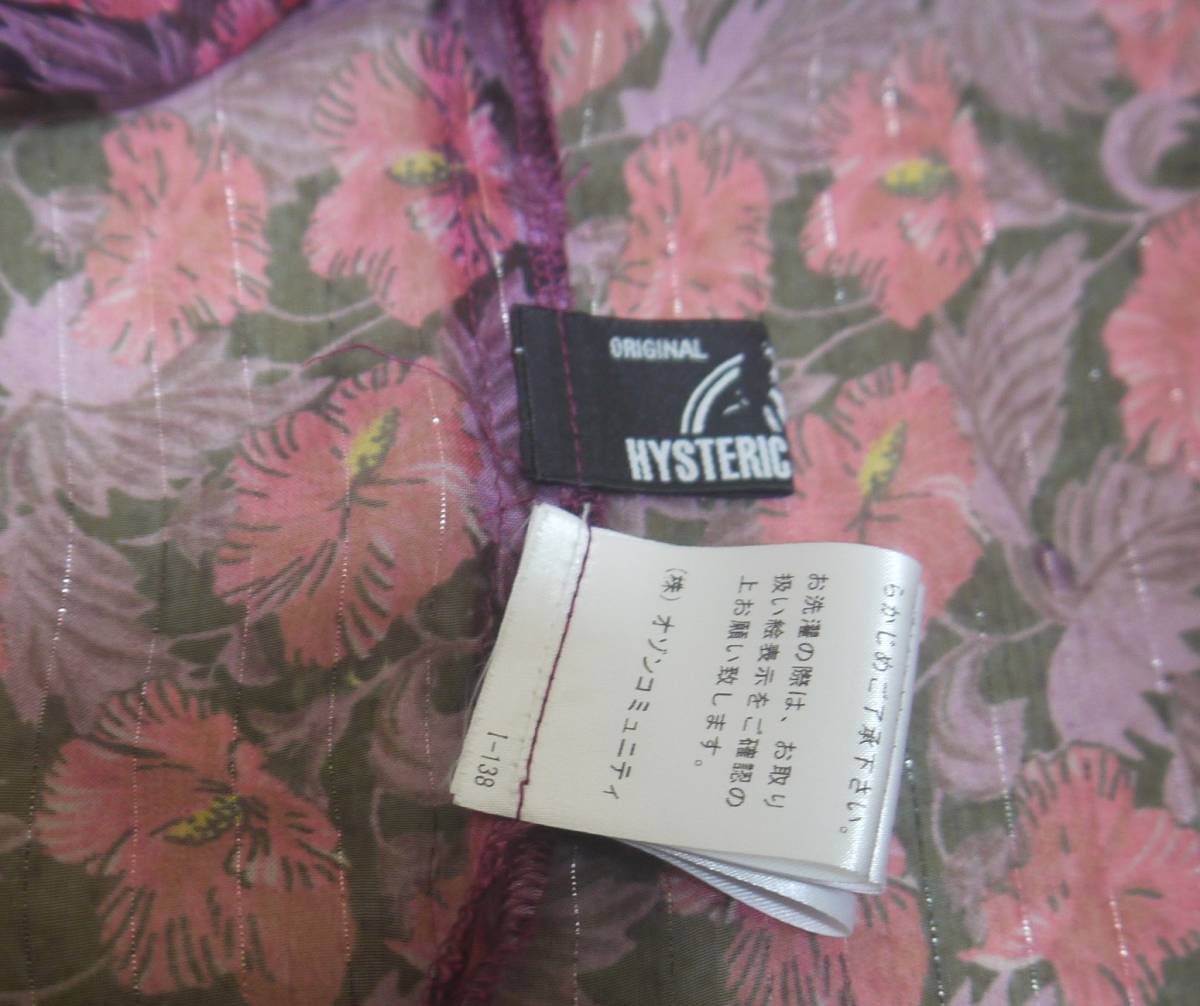 ORIGINAL
HYSTERIC
らかじめご了承下さい。
お洗濯の際は、お取り
扱い絵表示をご確認の
上お願い致します。
(株) オゾンコミュニティ
I-138